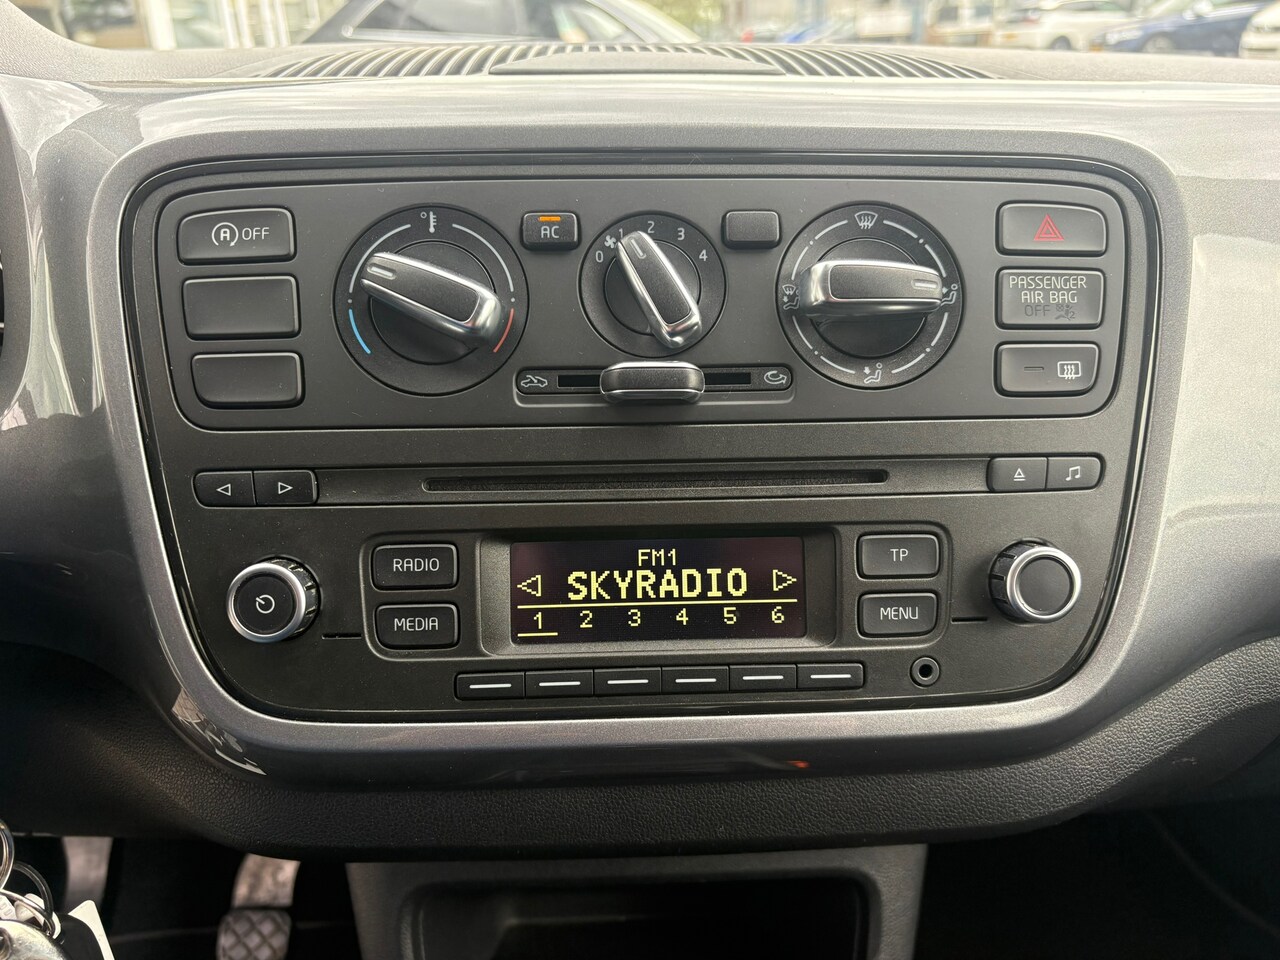 A OFF
AC
0 1 2 3 4
PASSENGER
AIR BAG
OFF
RADIO
MEDIA
FM1
SKYRADIO
1 2 3 4 5 6
TP
MENU